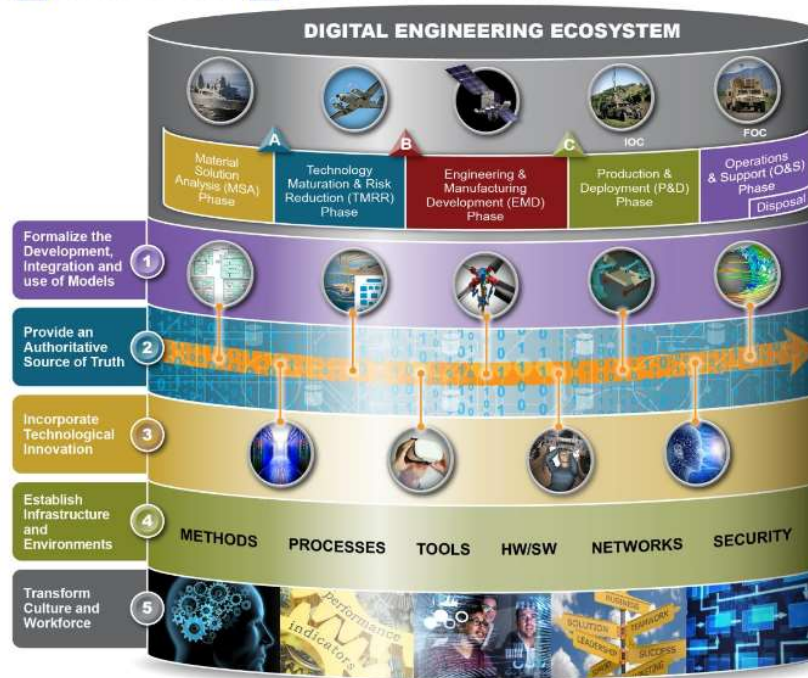 DIGITAL ENGINEERING ECOSYSTEM
IOC
FOC
A
B
C
Material
Solution
Analysis (MSA)
Phase
Technology
Maturation & Risk
Reduction (TMRR)
Phase
Engineering &
Manufacturing
Development (EMD)
Phase
Production &
Deployment (P&D)
Phase
Operations
& Support (O&S)
Phase
Disposal
Formalize the
Development,
Integration and
use of Models
1
Provide an
Authoritative
Source of Truth
2
Incorporate
Technological
Innovation
3
Establish
Infrastructure
and
Environments
4
METHODS
PROCESSES
TOOLS
HW/SW
NETWORKS
SECURITY
Transform
Culture and
Workforce
5
performance
indicators
BUSINESS
SOLUTION
TEAMWORK
LEADERSHIP
SUCCESS